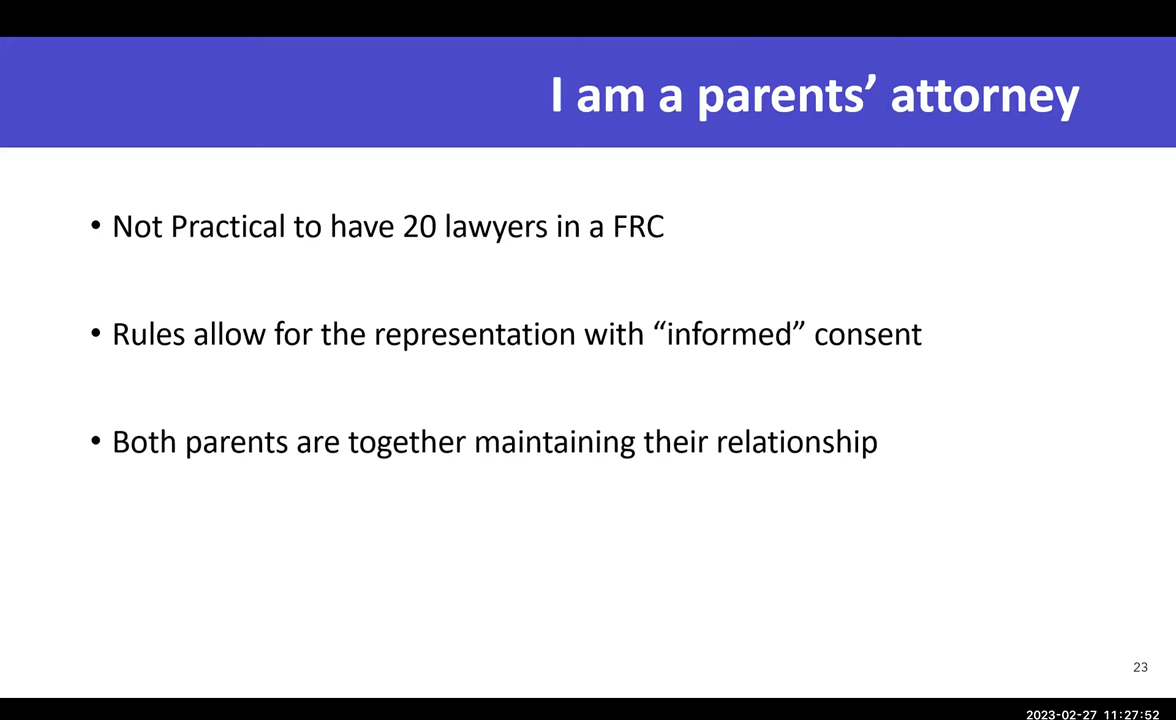 I am a parents’ attorney
• Not Practical to have 20 lawyers in a FRC
• Rules allow for the representation with “informed” consent
• Both parents are together maintaining their relationship
23
2023-02-27 11:27:52